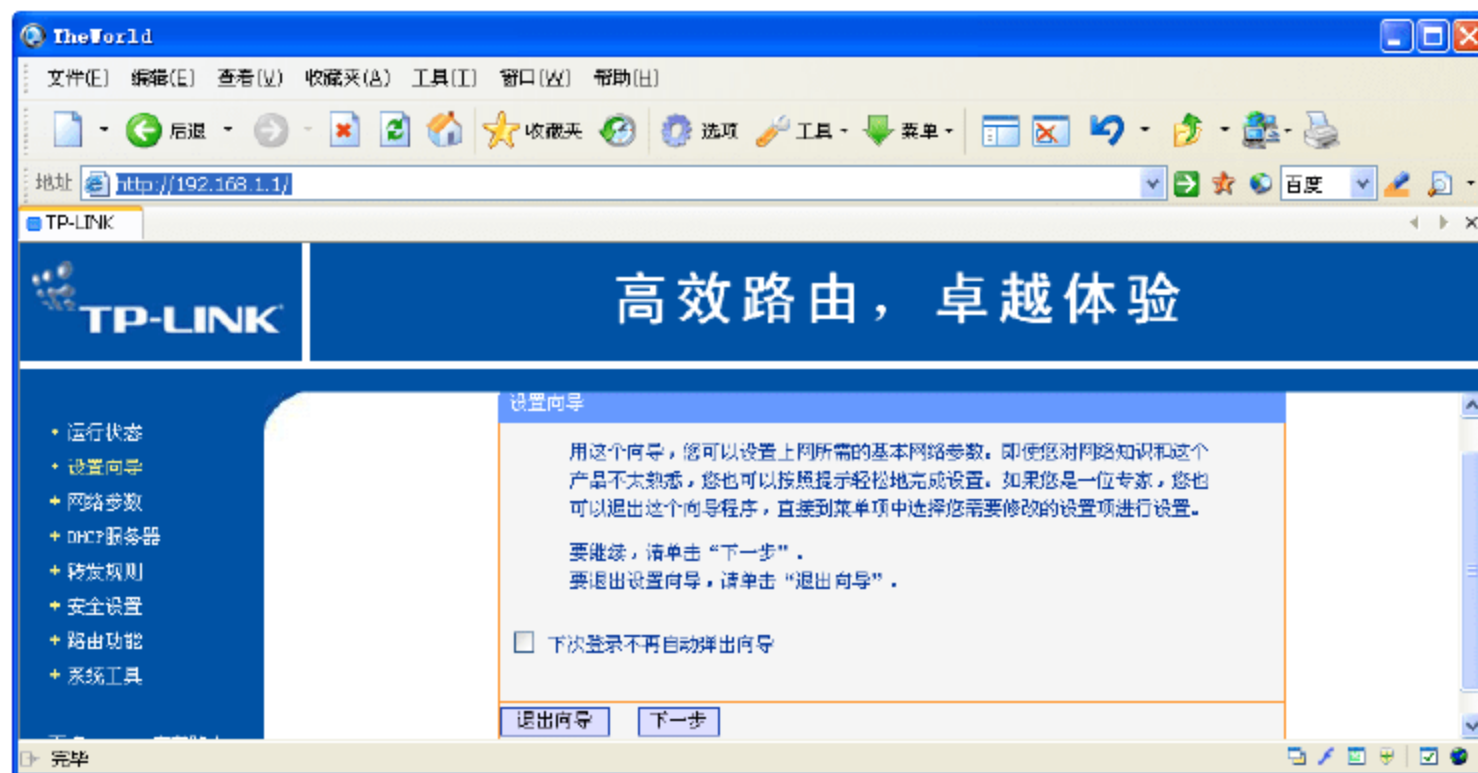 TheWorld
文件(E) 编辑(E) 查看(V) 收藏夹(A) 工具(T) 窗口(W) 帮助(H)
后退 收藏夹 选项 工具 菜单
地址 http://192.168.1.1/ 百度
TP-LINK
TP-LINK 高效路由，卓越体验
设置向导
运行状态
设置向导
网络参数
DHCP服务器
转发规则
安全设置
路由功能
系统工具
用这个向导，您可以设置上网所需的基本网络参数。即使您对网络知识和这个
产品不太熟悉，您也可以按照提示轻松地完成设置。如果您是一位专家，您也
可以退出这个向导程序，直接到菜单项中选择您需要修改的设置项进行设置。
要继续，请单击“下一步”.
要退出设置向导，请单击“退出向导”.
下次登录不再自动弹出向导
退出向导 下一步
完毕